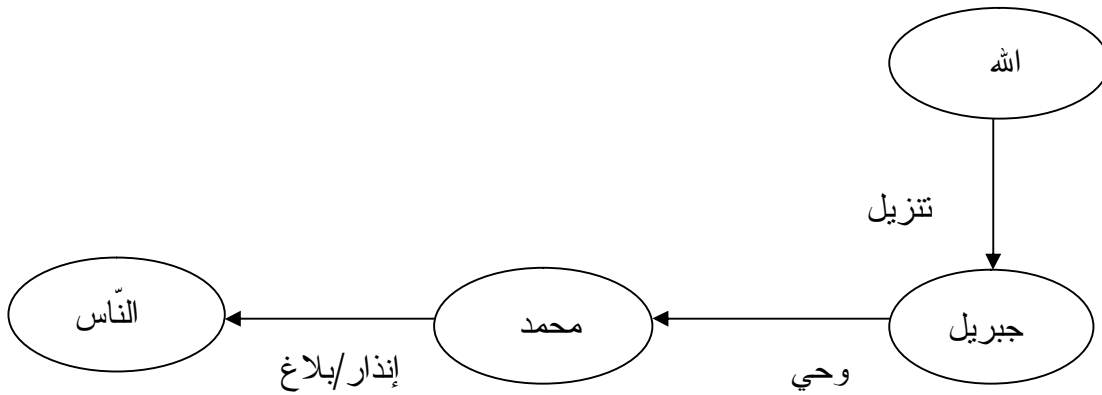 الله
تنزيل
جبريل
وحي
محمد
إنذار/بلاغ
النّاس